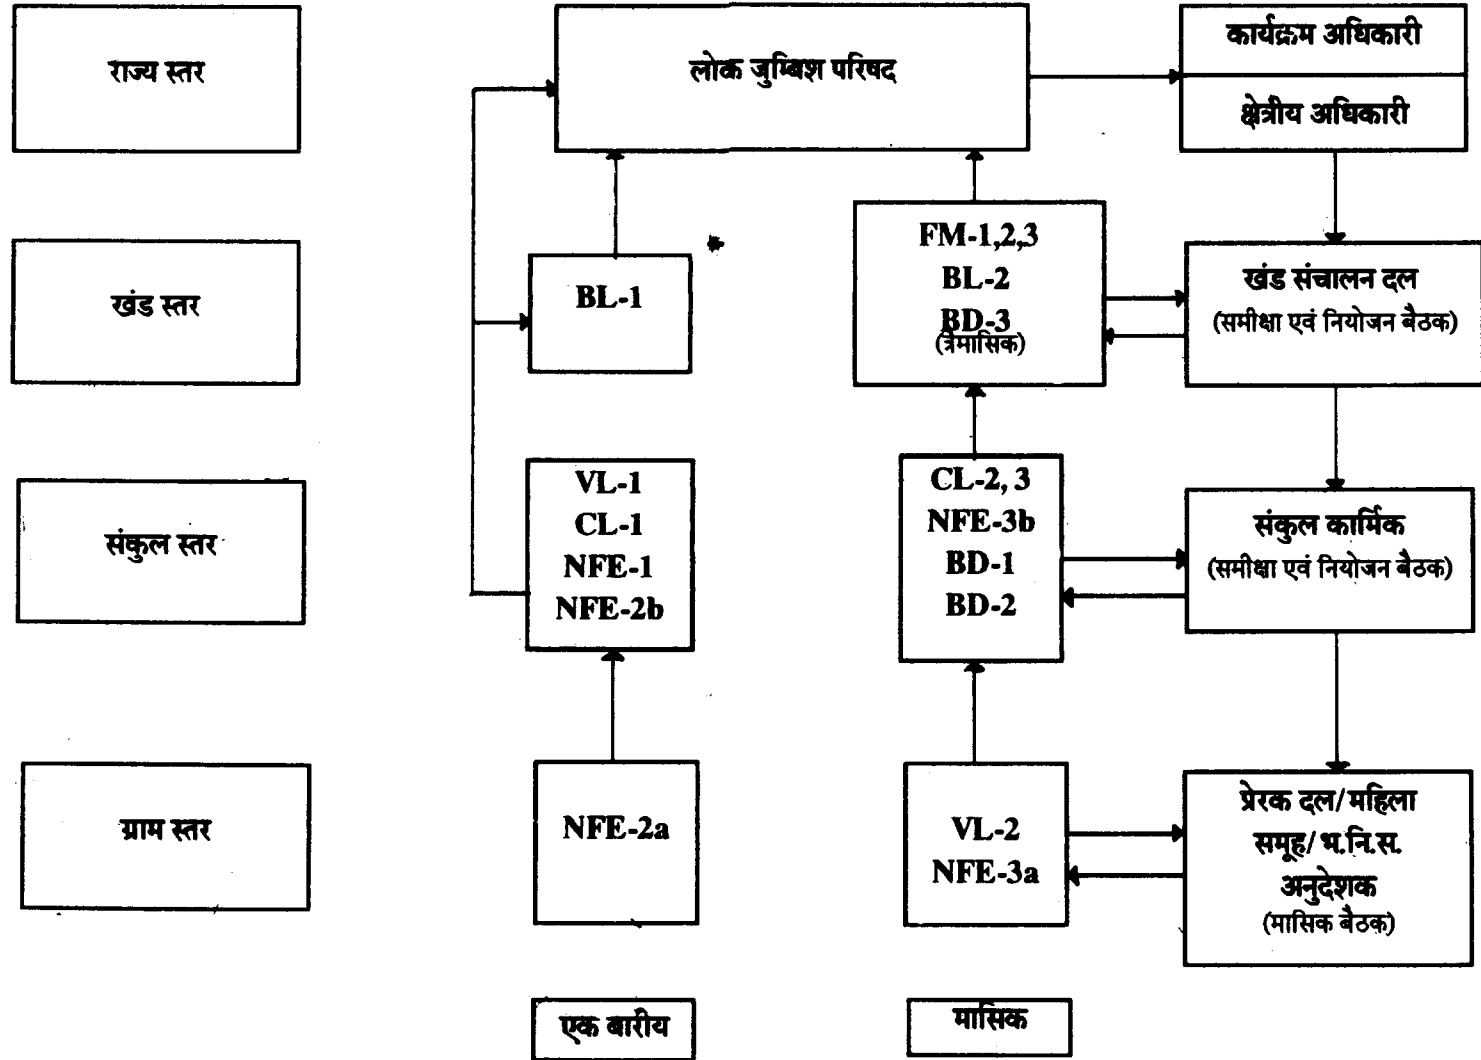 राज्य स्तर
लोक जुम्बिश परिषद
कार्यक्रम अधिकारी
क्षेत्रीय अधिकारी
खंड स्तर
BL-1
*
FM-1,2,3
BL-2
BD-3
(त्रैमासिक)
खंड संचालन दल
(समीक्षा एवं नियोजन बैठक)
संकुल स्तर
VL-1
CL-1
NFE-1
NFE-2b
CL-2, 3
NFE-3b
BD-1
BD-2
संकुल कार्मिक
(समीक्षा एवं नियोजन बैठक)
ग्राम स्तर
NFE-2a
VL-2
NFE-3a
प्रेरक दल/ महिला
समूह/ भ.नि.स.
अनुदेशक
(मासिक बैठक)
एक बारीय
मासिक